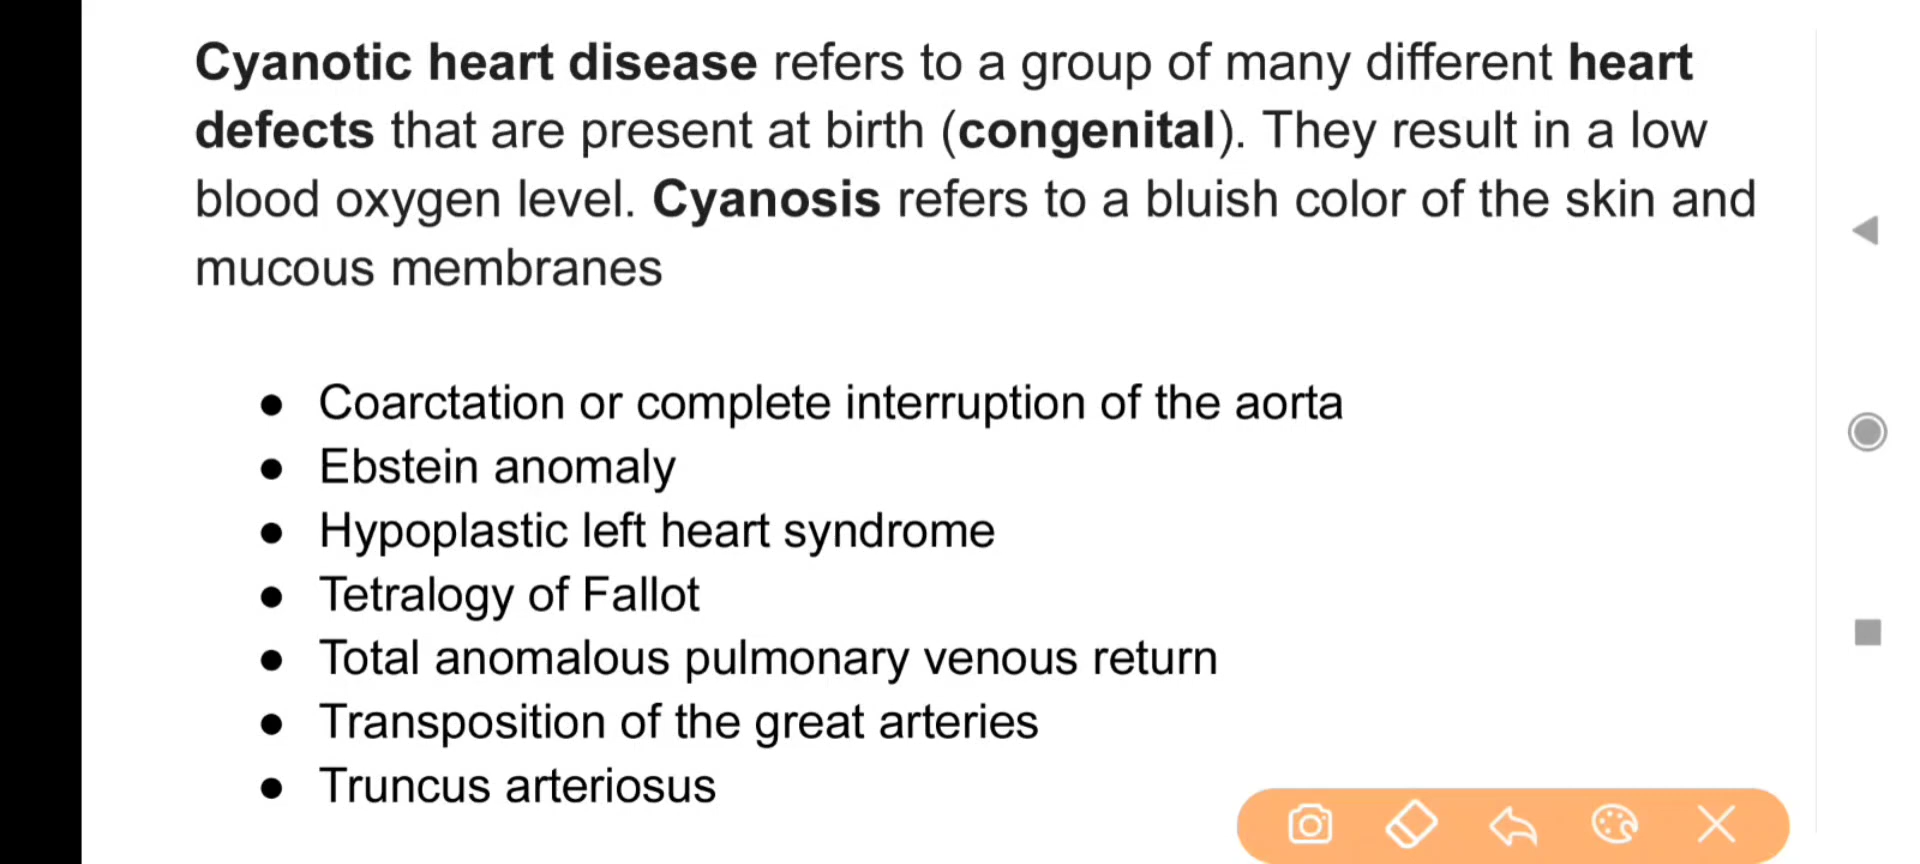 Cyanotic heart disease refers to a group of many different heart
defects that are present at birth (congenital). They result in a low
blood oxygen level. Cyanosis refers to a bluish color of the skin and
mucous membranes
● Coarctation or complete interruption of the aorta
● Ebstein anomaly
● Hypoplastic left heart syndrome
● Tetralogy of Fallot
● Total anomalous pulmonary venous return
● Transposition of the great arteries
● Truncus arteriosus